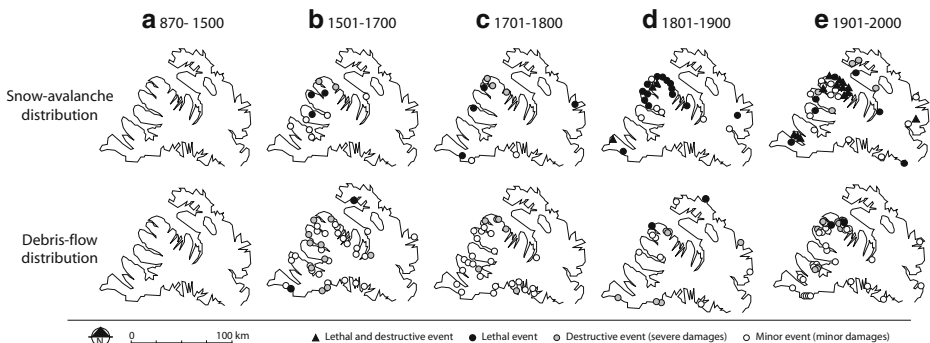 a 870- 1500
b 1501-1700
c 1701-1800
d 1801-1900
e 1901-2000
Snow-avalanche
distribution
Debris-flow
distribution
N
0 100 km
Lethal and destructive event
Lethal event
Destructive event (severe damages)
Minor event (minor damages)